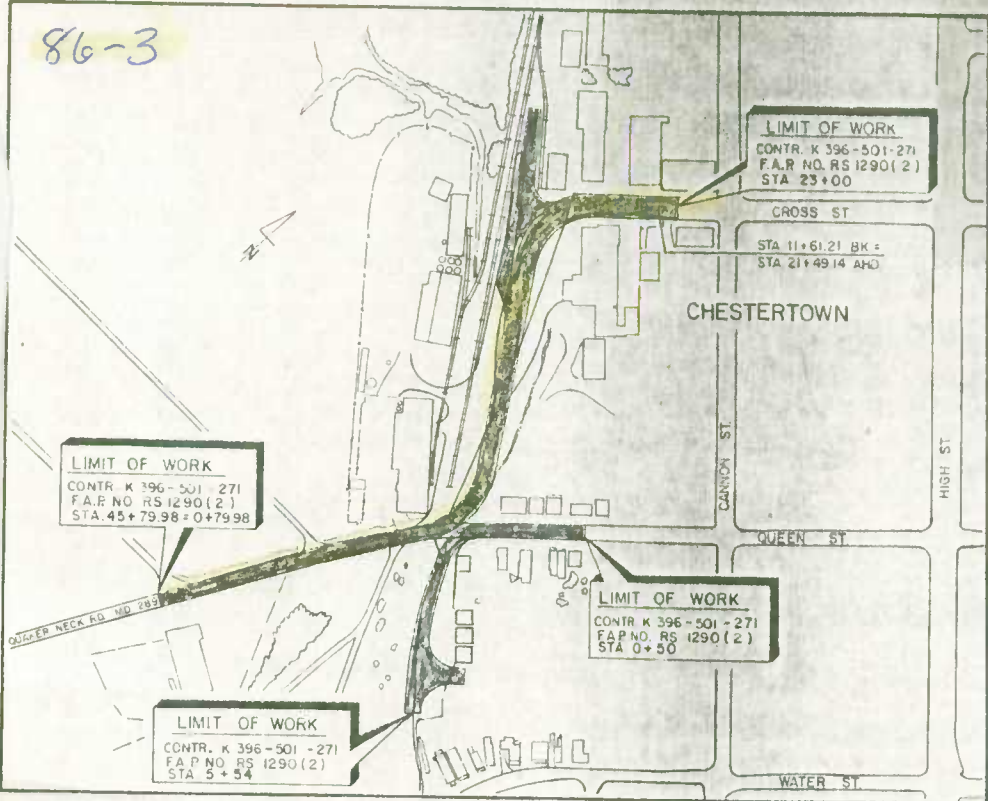 86-3
LIMIT OF WORK
CONTR. K 396-501-271
F.A.P. NO. RS 1290(2)
STA 23+00
CROSS ST.
STA 11+61.21 BK =
STA 21+49.14 AHD
CHESTERTOWN
N
LIMIT OF WORK
CONTR. K 396-501-271
F.A.P. NO RS 1290(2)
STA. 45+79.98 = 0+79.98
CANNON ST.
HIGH ST
QUEEN ST.
QUAKER NECK RD. MD 289
LIMIT OF WORK
CONTR. K 396-501-271
F.A.P. NO. RS 1290(2)
STA 0+50
LIMIT OF WORK
CONTR. K 396-501-271
F.A.P. NO. RS 1290(2)
STA 5+54
WATER ST.